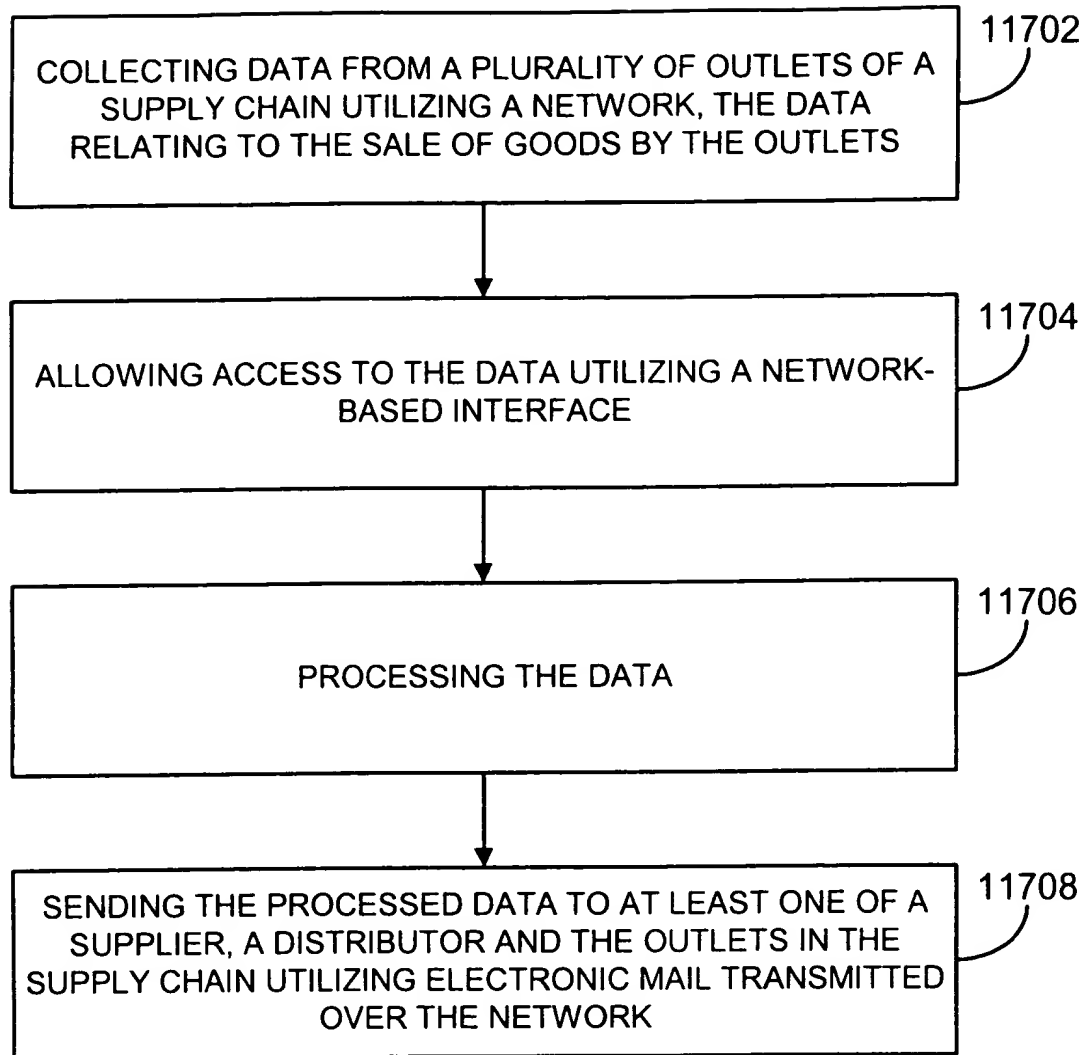 11702
COLLECTING DATA FROM A PLURALITY OF OUTLETS OF A
SUPPLY CHAIN UTILIZING A NETWORK, THE DATA
RELATING TO THE SALE OF GOODS BY THE OUTLETS
11704
ALLOWING ACCESS TO THE DATA UTILIZING A NETWORK-
BASED INTERFACE
11706
PROCESSING THE DATA
11708
SENDING THE PROCESSED DATA TO AT LEAST ONE OF A
SUPPLIER, A DISTRIBUTOR AND THE OUTLETS IN THE
SUPPLY CHAIN UTILIZING ELECTRONIC MAIL TRANSMITTED
OVER THE NETWORK